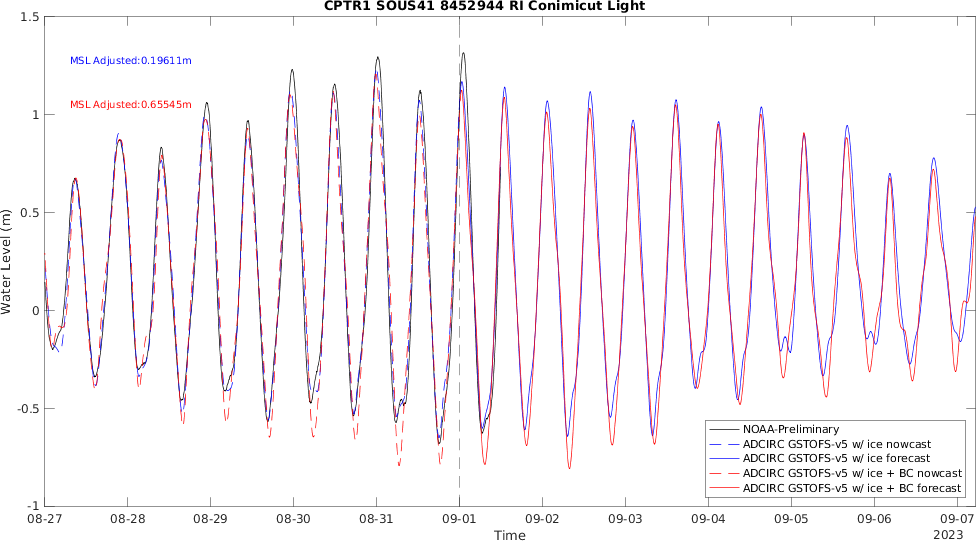 CPTR1 SOUS41 8452944 RI Conimicut Light
1.5
MSL Adjusted:0.19611m
MSL Adjusted:0.65545m
1
0.5
Water Level (m)
0
-0.5
-1
NOAA-Preliminary
ADCIRC GSTOFS-v5 w/ ice nowcast
ADCIRC GSTOFS-v5 w/ ice forecast
ADCIRC GSTOFS-v5 w/ ice + BC nowcast
ADCIRC GSTOFS-v5 w/ ice + BC forecast
08-27 08-28 08-29 08-30 08-31 09-01 09-02 09-03 09-04 09-05 09-06 09-07
Time
2023